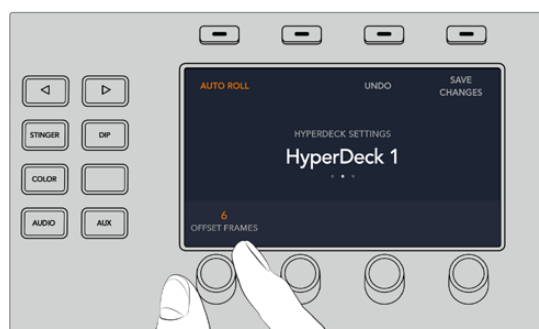 AUTO ROLL
UNDO
SAVE
CHANGES
HYPERDECK SETTINGS
HyperDeck 1
STINGER
DIP
COLOR
AUDIO
AUX
6
OFFSET FRAMES